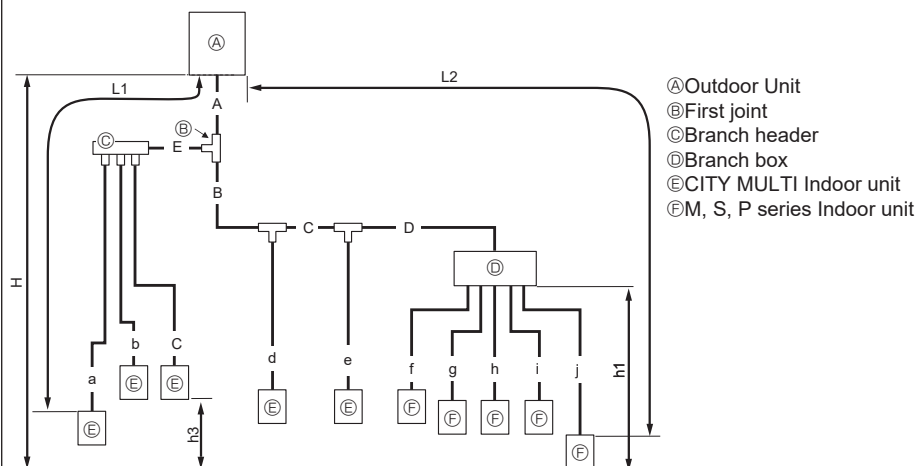 Ⓐ
L1
L2
A
Ⓑ
Ⓒ
E
B
C
D
Ⓓ
H
a
b
C
d
e
f
g
h
i
j
h1
h3
Ⓔ
Ⓔ
Ⓔ
Ⓔ
Ⓔ
Ⓕ
Ⓕ
Ⓕ
Ⓕ
Ⓕ
ⒶOutdoor Unit
ⒷFirst joint
ⒸBranch header
ⒹBranch box
ⒺCITY MULTI Indoor unit
ⒻM, S, P series Indoor unit